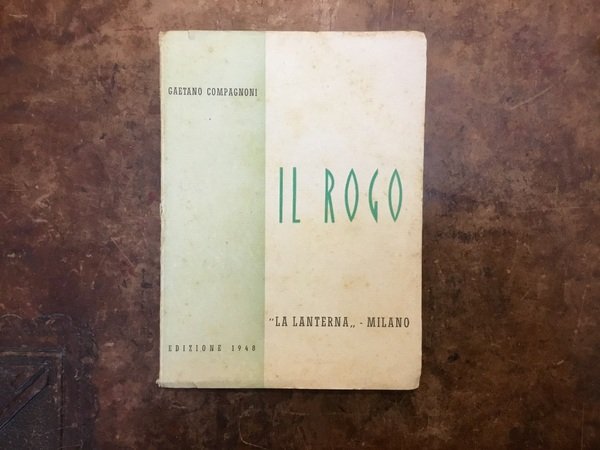 GAETANO COMPAGNONI
IL ROGO
"LA LANTERNA„ - MILANO
EDIZIONE 1948